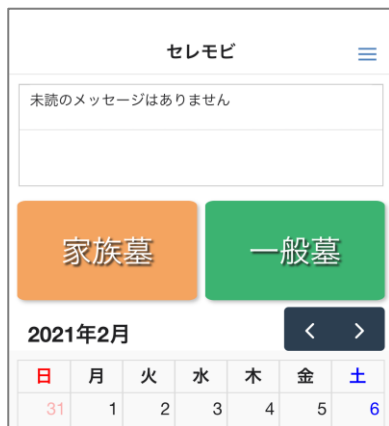 セレモビ
未読のメッセージはありません
家族墓 一般墓
2021年2月
日 月 火 水 木 金 土
31 1 2 3 4 5 6